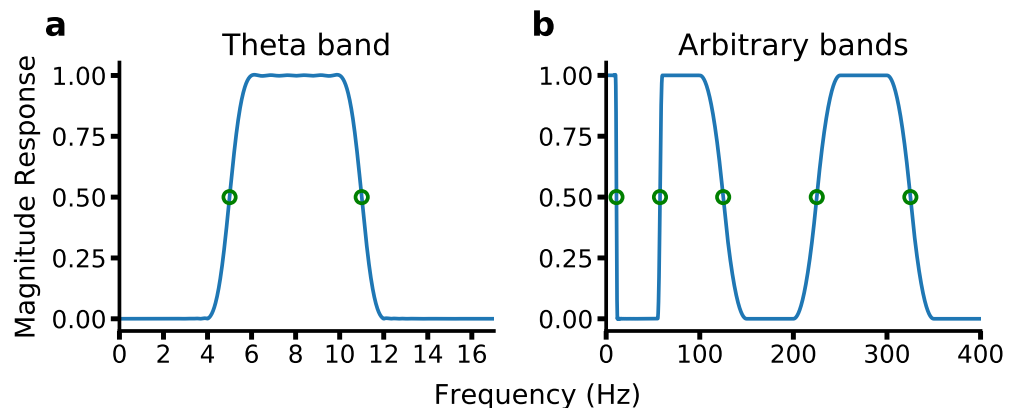 a
Theta band
Magnitude Response
1.00
0.75
0.50
0.25
0.00
0 2 4 6 8 10 12 14 16
b
Arbitrary bands
1.00
0.75
0.50
0.25
0.00
0 100 200 300 400
Frequency (Hz)